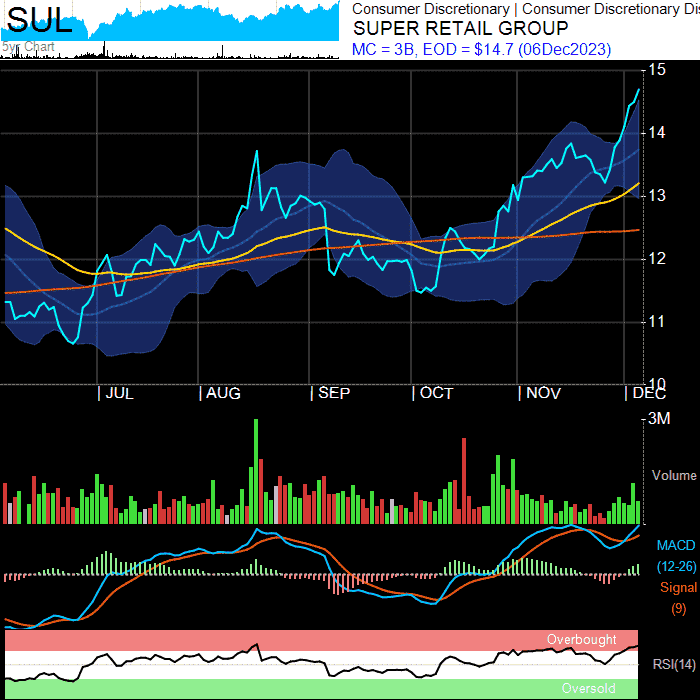 SUL
5yr Chart
Consumer Discretionary | Consumer Discretionary Dis
SUPER RETAIL GROUP
MC = 3B, EOD = $14.7 (06Dec2023)
15
14
13
12
11
10
| JUL | AUG | SEP | OCT | NOV | DEC
3M
Volume
MACD
(12-26)
Signal
(9)
Overbought
RSI(14)
Oversold